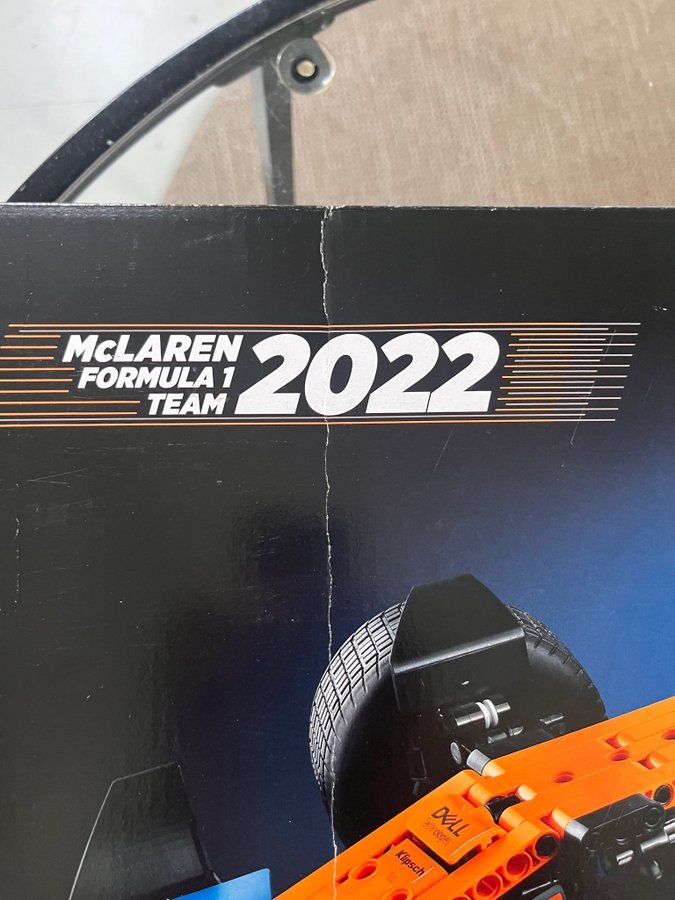 McLAREN
FORMULA 1
TEAM
2022
DELL
Klipsch